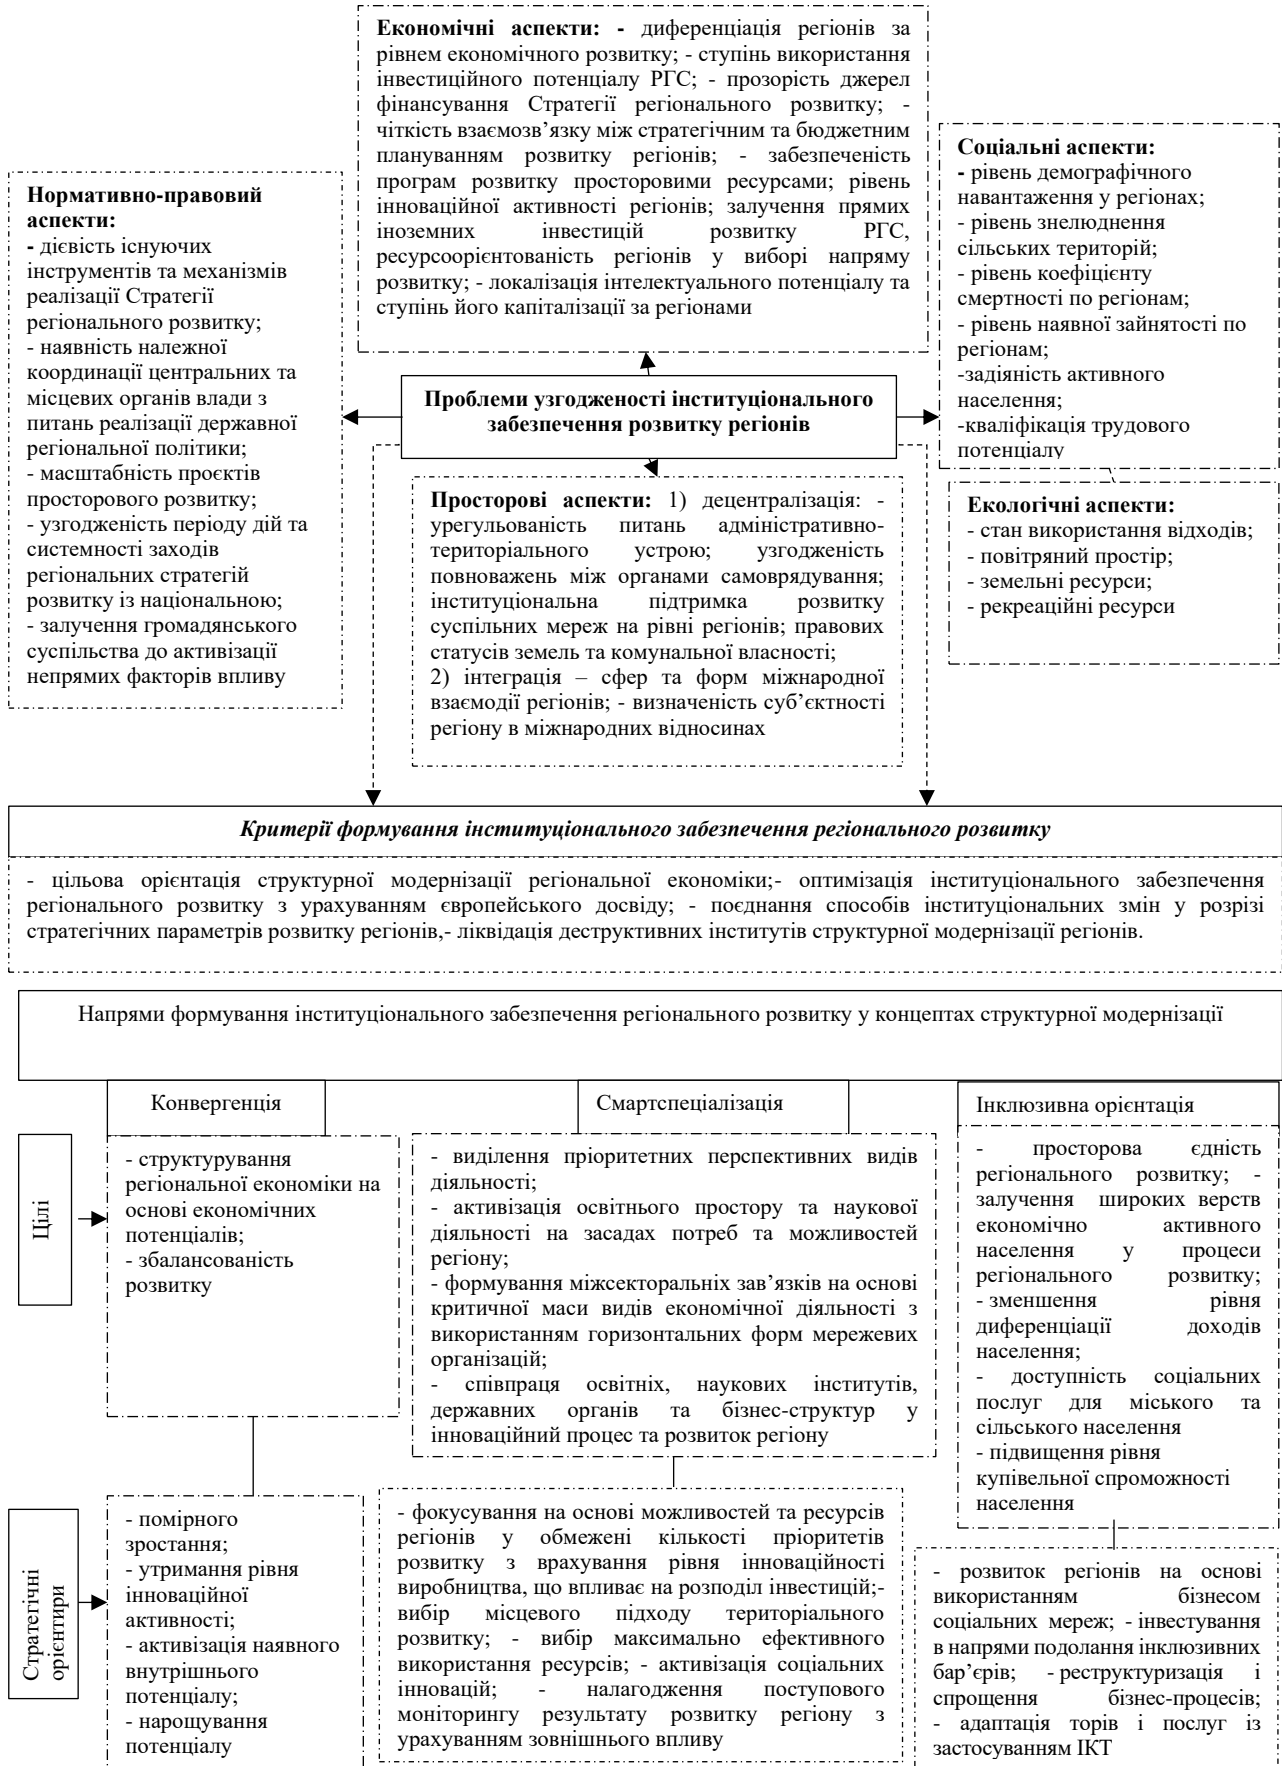 Економічні аспекти: - диференціація регіонів за
рівнем економічного розвитку; - ступінь використання
інвестиційного потенціалу РГС; - прозорість джерел
фінансування Стратегії регіонального розвитку; -
чіткість взаємозв’язку між стратегічним та бюджетним
плануванням розвитку регіонів; - забезпеченість
програм розвитку просторовими ресурсами; рівень
інноваційної активності регіонів; залучення прямих
іноземних інвестицій розвитку РГС,
ресурсоорієнтованість регіонів у виборі напряму
розвитку; - локалізація інтелектуального потенціалу та
ступінь його капіталізації за регіонами
Нормативно-правовий
аспекти:
- дієвість існуючих
інструментів та механізмів
реалізації Стратегії
регіонального розвитку;
- наявність належної
координації центральних та
місцевих органів влади з
питань реалізації державної
регіональної політики;
- масштабність проєктів
просторового розвитку;
- узгодженість періоду дій та
системності заходів
регіональних стратегій
розвитку із національною;
- залучення громадянського
суспільства до активізації
непрямих факторів впливу
Соціальні аспекти:
- рівень демографічного
навантаження у регіонах;
- рівень знелюднення
сільських територій;
- рівень коефіцієнту
смертності по регіонам;
- рівень наявної зайнятості по
регіонам;
-задіяність активного
населення;
-кваліфікація трудового
потенціалу
Проблеми узгодженості інституціонального
забезпечення розвитку регіонів
Просторові аспекти: 1) децентралізація: -
урегульованість питань адміністративно-
територіального устрою; узгодженість
повноважень між органами самоврядування;
інституціональна підтримка розвитку
суспільних мереж на рівні регіонів; правових
статусів земель та комунальної власності;
2) інтеграція – сфер та форм міжнародної
взаємодії регіонів; - визначеність суб’єктності
регіону в міжнародних відносинах
Екологічні аспекти:
- стан використання відходів;
- повітряний простір;
- земельні ресурси;
- рекреаційні ресурси
Критерії формування інституціонального забезпечення регіонального розвитку
- цільова орієнтація структурної модернізації регіональної економіки;- оптимізація інституціонального забезпечення
регіонального розвитку з урахуванням європейського досвіду; - поєднання способів інституціональних змін у розрізі
стратегічних параметрів розвитку регіонів,- ліквідація деструктивних інститутів структурної модернізації регіонів.
Напрями формування інституціонального забезпечення регіонального розвитку у концептах структурної модернізації
Конвергенція
Смартспеціалізація
Інклюзивна орієнтація
Цілі
- структурування
регіональної економіки на
основі економічних
потенціалів;
- збалансованість
розвитку
- виділення пріоритетних перспективних видів
діяльності;
- активізація освітнього простору та наукової
діяльності на засадах потреб та можливостей
регіону;
- формування міжсекторальніх зав’язків на основі
критичної маси видів економічної діяльності з
використанням горизонтальних форм мережевих
організацій;
- співпраця освітніх, наукових інститутів,
державних органів та бізнес-структур у
інноваційний процес та розвиток регіону
- просторова єдність
регіонального розвитку; -
залучення широких верств
економічно активного
населення у процеси
регіонального розвитку;
- зменшення рівня
диференціації доходів
населення;
- доступність соціальних
послуг для міського та
сільського населення
- підвищення рівня
купівельної спроможності
населення
Стратегічні
орієнтири
- помірного
зростання;
- утримання рівня
інноваційної
активності;
- активізація наявного
внутрішнього
потенціалу;
- нарощування
потенціалу
- фокусування на основі можливостей та ресурсів
регіонів у обмежені кількості пріоритетів
розвитку з врахування рівня інноваційності
виробництва, що впливає на розподіл інвестицій;-
вибір місцевого підходу територіального
розвитку; - вибір максимально ефективного
використання ресурсів; - активізація соціальних
інновацій; - налагодження поступового
моніторингу результату розвитку регіону з
урахуванням зовнішнього впливу
- розвиток регіонів на основі
використанням бізнесом
соціальних мереж; - інвестування
в напрями подолання інклюзивних
бар’єрів; - реструктуризація і
спрощення бізнес-процесів;
- адаптація торів і послуг із
застосуванням ІКТ